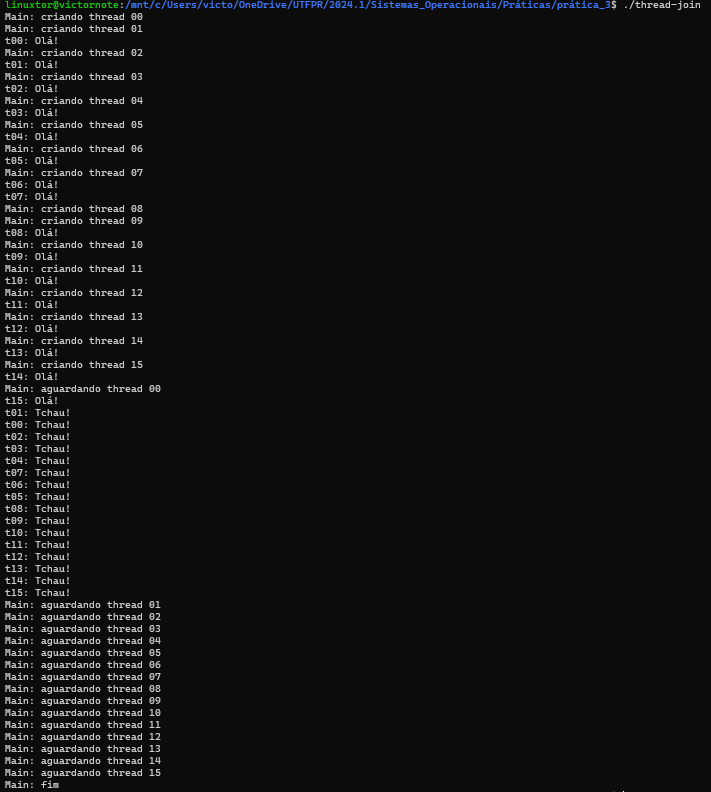 linuxtor@victornote:/mnt/c/Users/victo/OneDrive/UTFPR/2024.1/Sistemas_Operacionais/Práticas/prática_3$ ./thread-join
Main: criando thread 00
Main: criando thread 01
t00: Olá!
Main: criando thread 02
t01: Olá!
Main: criando thread 03
t02: Olá!
Main: criando thread 04
t03: Olá!
Main: criando thread 05
t04: Olá!
Main: criando thread 06
t05: Olá!
Main: criando thread 07
t06: Olá!
t07: Olá!
Main: criando thread 08
Main: criando thread 09
t08: Olá!
Main: criando thread 10
t09: Olá!
Main: criando thread 11
t10: Olá!
Main: criando thread 12
t11: Olá!
Main: criando thread 13
t12: Olá!
Main: criando thread 14
t13: Olá!
Main: criando thread 15
t14: Olá!
Main: aguardando thread 00
t15: Olá!
t01: Tchau!
t00: Tchau!
t02: Tchau!
t03: Tchau!
t04: Tchau!
t07: Tchau!
t06: Tchau!
t05: Tchau!
t08: Tchau!
t09: Tchau!
t10: Tchau!
t11: Tchau!
t12: Tchau!
t13: Tchau!
t14: Tchau!
t15: Tchau!
Main: aguardando thread 01
Main: aguardando thread 02
Main: aguardando thread 03
Main: aguardando thread 04
Main: aguardando thread 05
Main: aguardando thread 06
Main: aguardando thread 07
Main: aguardando thread 08
Main: aguardando thread 09
Main: aguardando thread 10
Main: aguardando thread 11
Main: aguardando thread 12
Main: aguardando thread 13
Main: aguardando thread 14
Main: aguardando thread 15
Main: fim